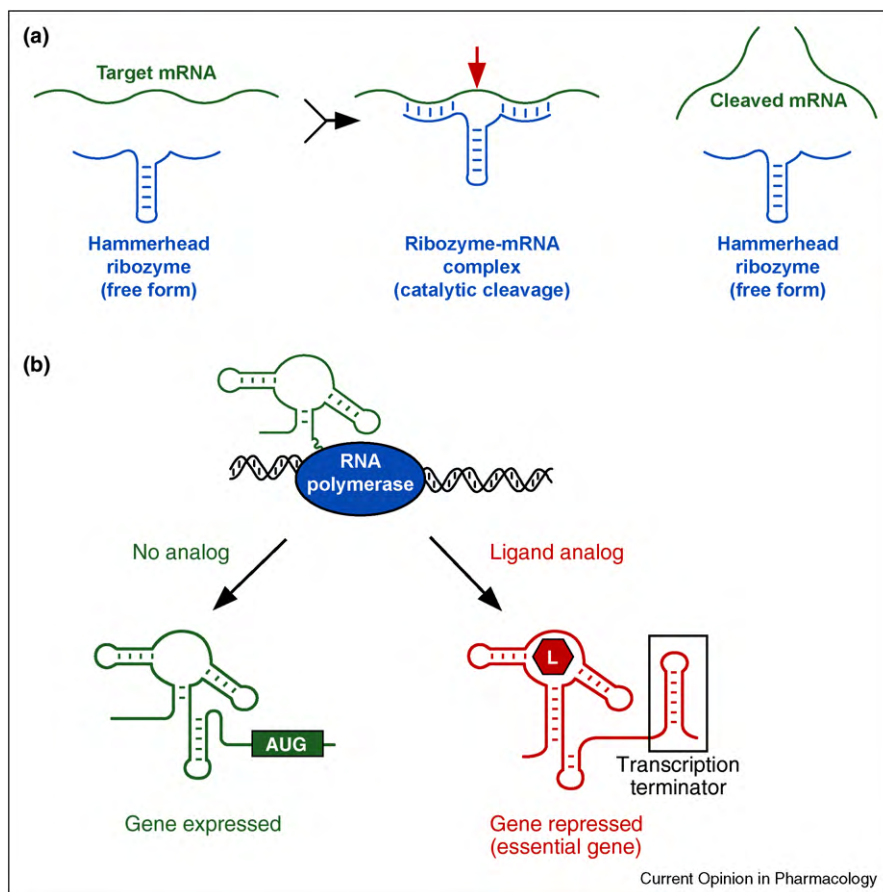 (a)
Target mRNA
Cleaved mRNA
Hammerhead
ribozyme
(free form)
Ribozyme-mRNA
complex
(catalytic cleavage)
Hammerhead
ribozyme
(free form)
(b)
RNA
polymerase
No analog
Ligand analog
L
AUG
Transcription
terminator
Gene expressed
Gene repressed
(essential gene)
Current Opinion in Pharmacology